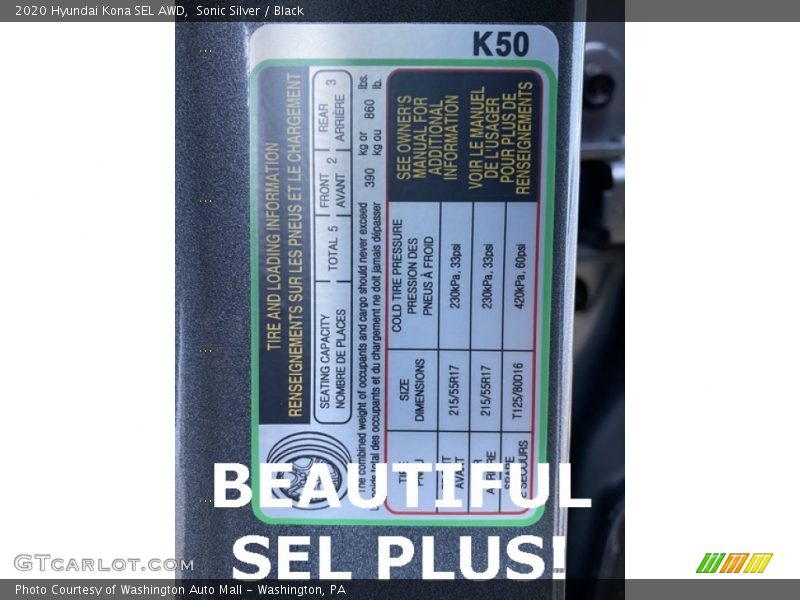 2020 Hyundai Kona SEL AWD,  Sonic Silver / Black
K50
TIRE AND LOADING INFORMATION
RENSEIGNEMENTS SUR LES PNEUS ET LE CHARGEMENT
SEATING CAPACITY
NOMBRE DE PLACES
TOTAL 5
FRONT
AVANT
2
REAR
ARRIÈRE
3
The combined weight of occupants and cargo should never exceed 390 kg or 860 lbs.
total des occupants et du chargement ne doit jamais dépasser kg ou lb.
SIZE
DIMENSIONS
COLD TIRE PRESSURE
PRESSION DES
PNEUS À FROID
SEE OWNER'S
MANUAL FOR
ADDITIONAL
INFORMATION
VOIR LE MANUEL
DE L'USAGER
POUR PLUS DE
RENSEIGNEMENTS
215/55R17
230kPa, 33psi
215/55R17
230kPa, 33psi
T125/80D16
420kPa, 60psi
BEAUTIFUL
SEL PLUS!
GTcarlot.com
Photo Courtesy of Washington Auto Mall - Washington, PA